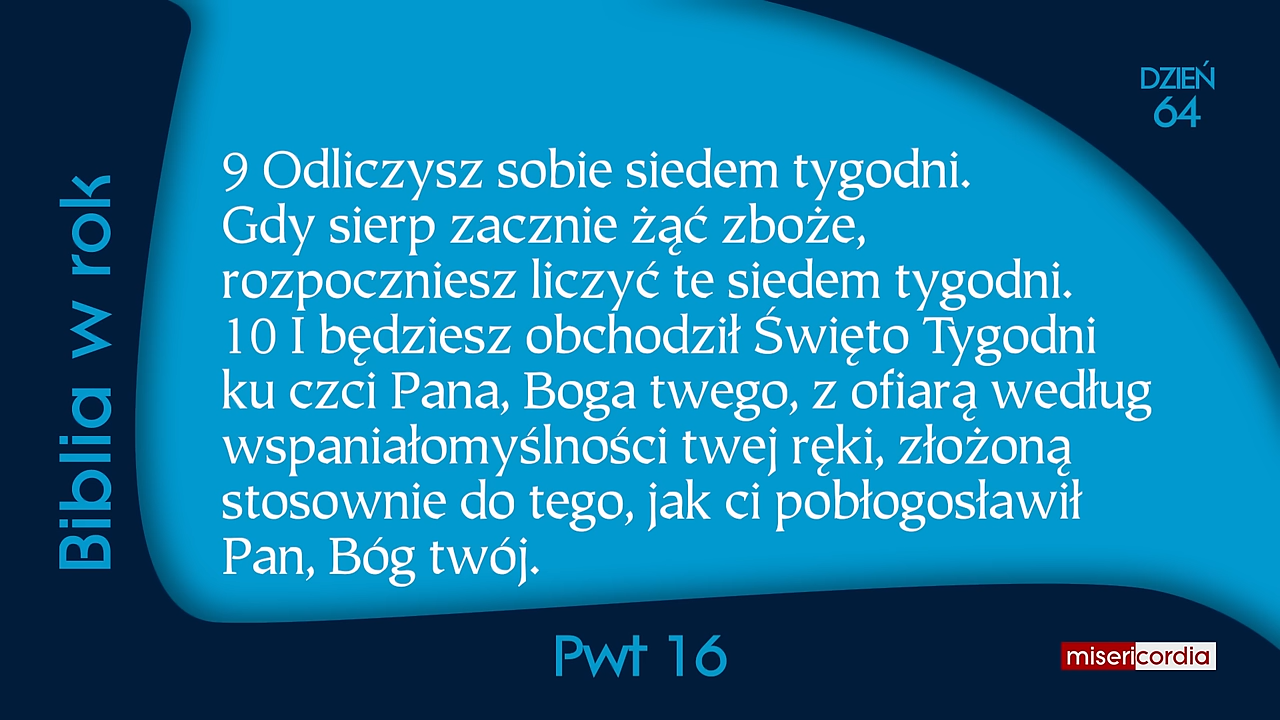 DZIEŃ
64
Biblia w rok
9 Odliczysz sobie siedem tygodni.
Gdy sierp zacznie żąć zboże,
rozpoczniesz liczyć te siedem tygodni.
10 I będziesz obchodził Święto Tygodni
ku czci Pana, Boga twego, z ofiarą według
wspaniałomyślności twej ręki, złożoną
stosownie do tego, jak ci pobłogosławił
Pan, Bóg twój.
Pwt 16
misericordia